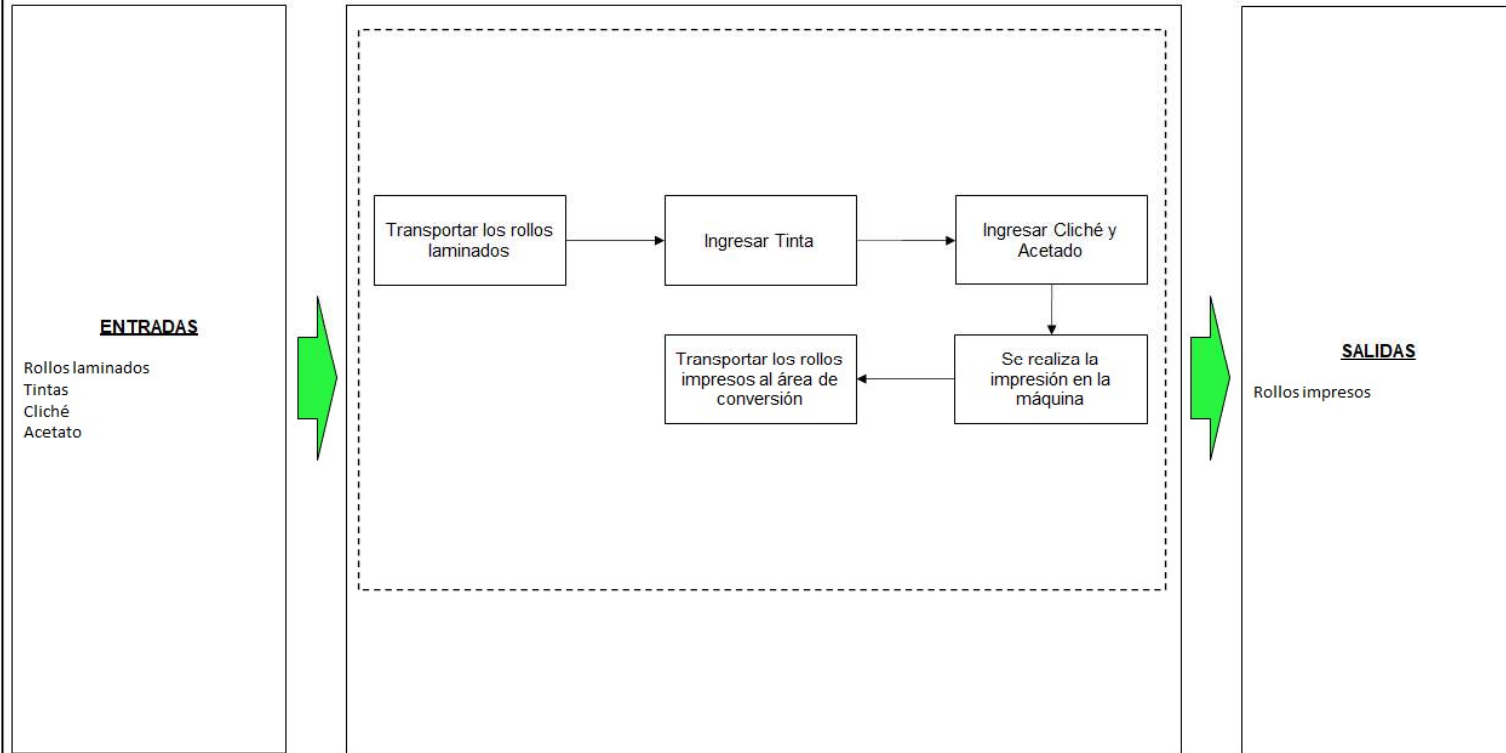 ENTRADAS
Rollos laminados
Tintas
Cliché
Acetato
Transportar los rollos
laminados
Ingresar Tinta
Ingresar Cliché y
Acetado
Se realiza la
impresión en la
máquina
Transportar los rollos
impresos al área de
conversión
SALIDAS
Rollos impresos